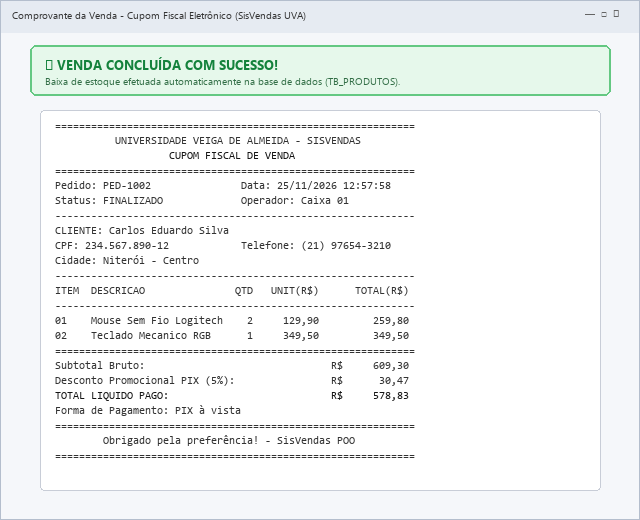 Comprovante da Venda - Cupom Fiscal Eletrônico (SisVendas UVA)
VENDA CONCLUÍDA COM SUCESSO!
Baixa de estoque efetuada automaticamente na base de dados (TB_PRODUTOS).
============================================================
UNIVERSIDADE VEIGA DE ALMEIDA - SISVENDAS
CUPOM FISCAL DE VENDA
============================================================
Pedido: PED-1002               Data: 25/11/2026 12:57:58
Status: FINALIZADO             Operador: Caixa 01
------------------------------------------------------------
CLIENTE: Carlos Eduardo Silva
CPF: 234.567.890-12            Telefone: (21) 97654-3210
Cidade: Niterói - Centro
------------------------------------------------------------
ITEM  DESCRICAO               QTD   UNIT(R$)      TOTAL(R$)
------------------------------------------------------------
01    Mouse Sem Fio Logitech    2     129,90         259,80
02    Teclado Mecanico RGB      1     349,50         349,50
============================================================
Subtotal Bruto:                               R$     609,30
Desconto Promocional PIX (5%):                R$      30,47
TOTAL LIQUIDO PAGO:                           R$     578,83
Forma de Pagamento: PIX à vista
============================================================
Obrigado pela preferência! - SisVendas POO
============================================================